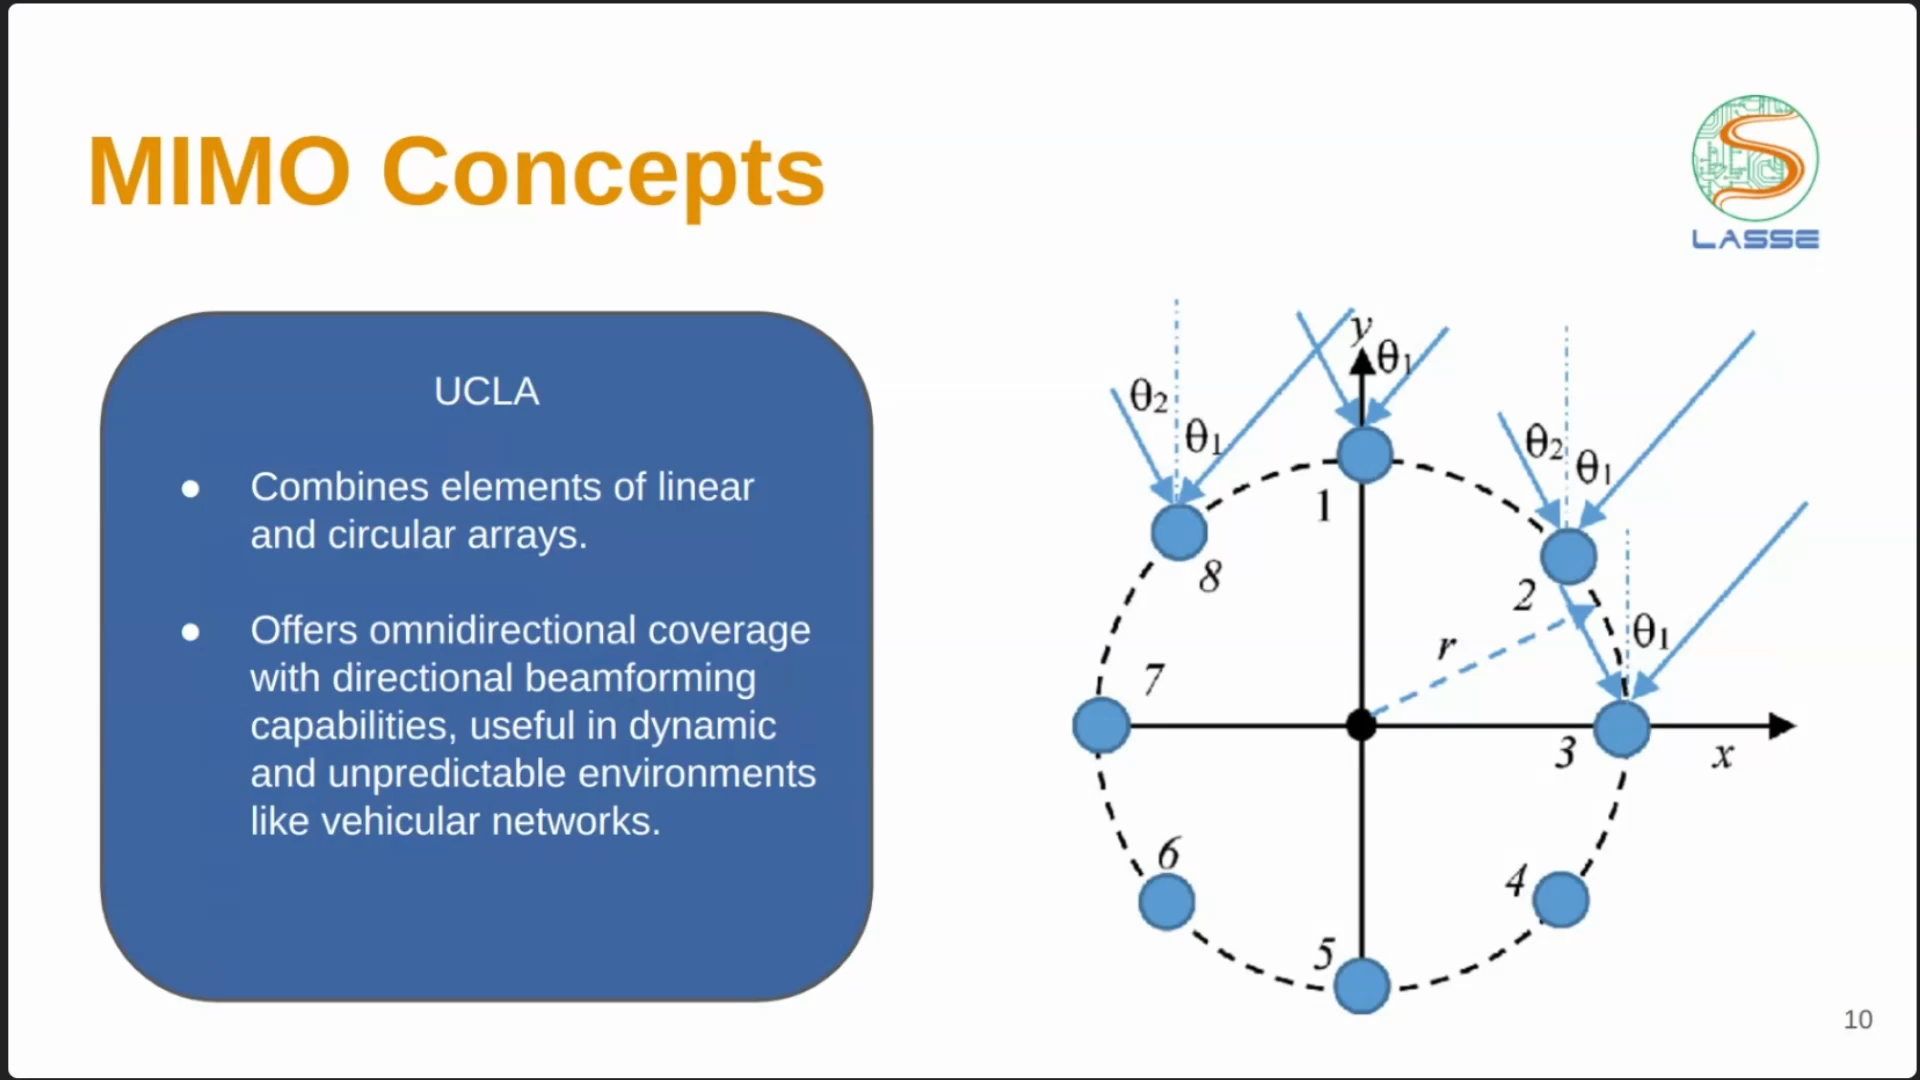 MIMO Concepts
LASSE
UCLA
● Combines elements of linear
and circular arrays.
● Offers omnidirectional coverage
with directional beamforming
capabilities, useful in dynamic
and unpredictable environments
like vehicular networks.
y
θ1
θ2
θ1
θ2
θ1
1
8
2
θ1
r
7
3
x
6
4
5
10